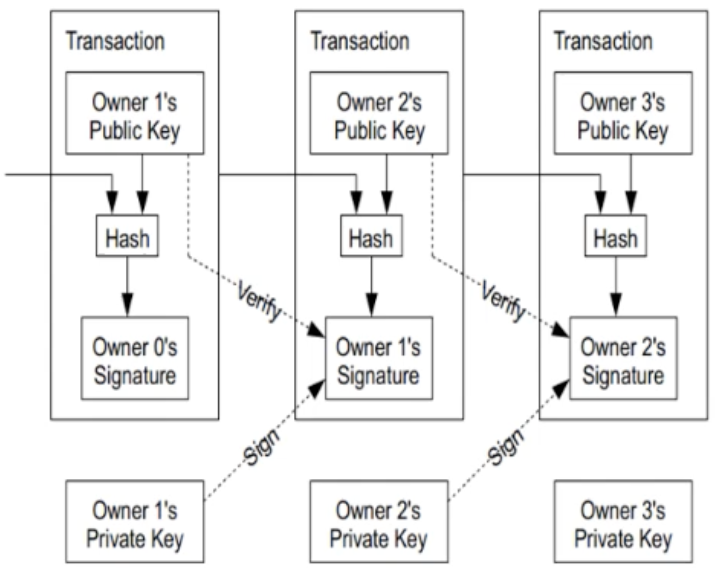 Transaction
Owner 1's
Public Key
Hash
Owner 0's
Signature
Transaction
Owner 2's
Public Key
Hash
Verify
Owner 1's
Signature
Transaction
Owner 3's
Public Key
Hash
Verify
Owner 2's
Signature
Sign
Sign
Owner 1's
Private Key
Owner 2's
Private Key
Owner 3's
Private Key